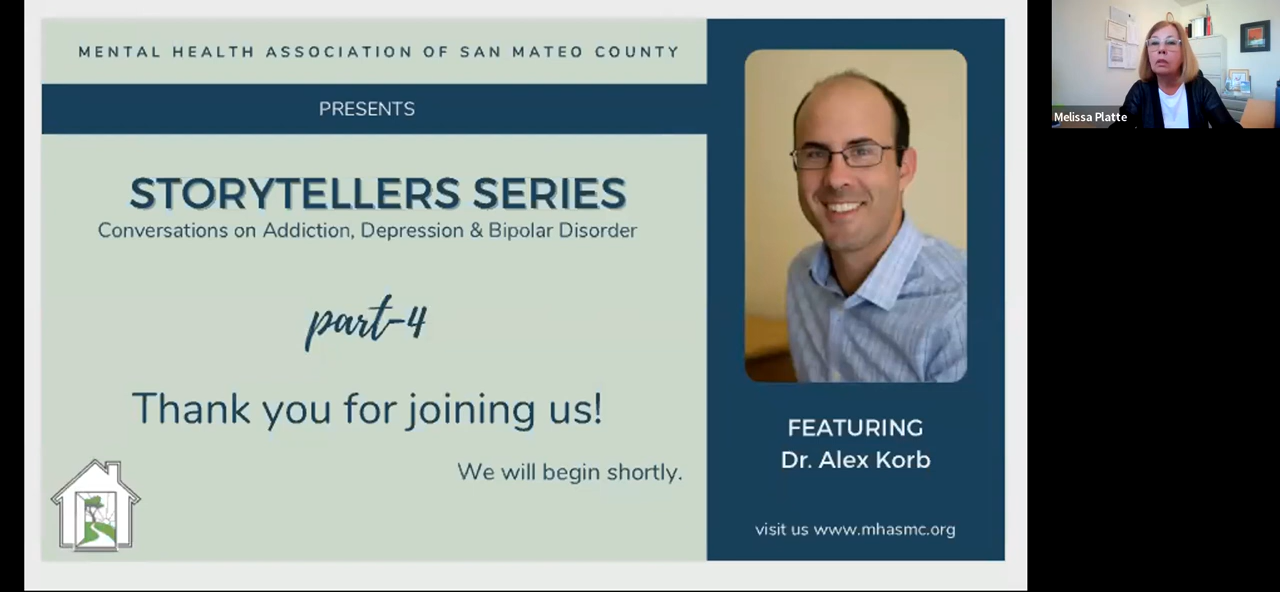 MENTAL HEALTH ASSOCIATION OF SAN MATEO COUNTY
PRESENTS
STORYTELLERS SERIES
Conversations on Addiction, Depression & Bipolar Disorder
part-4
Thank you for joining us!
We will begin shortly.
FEATURING
Dr. Alex Korb
visit us www.mhasmc.org
Melissa Platte